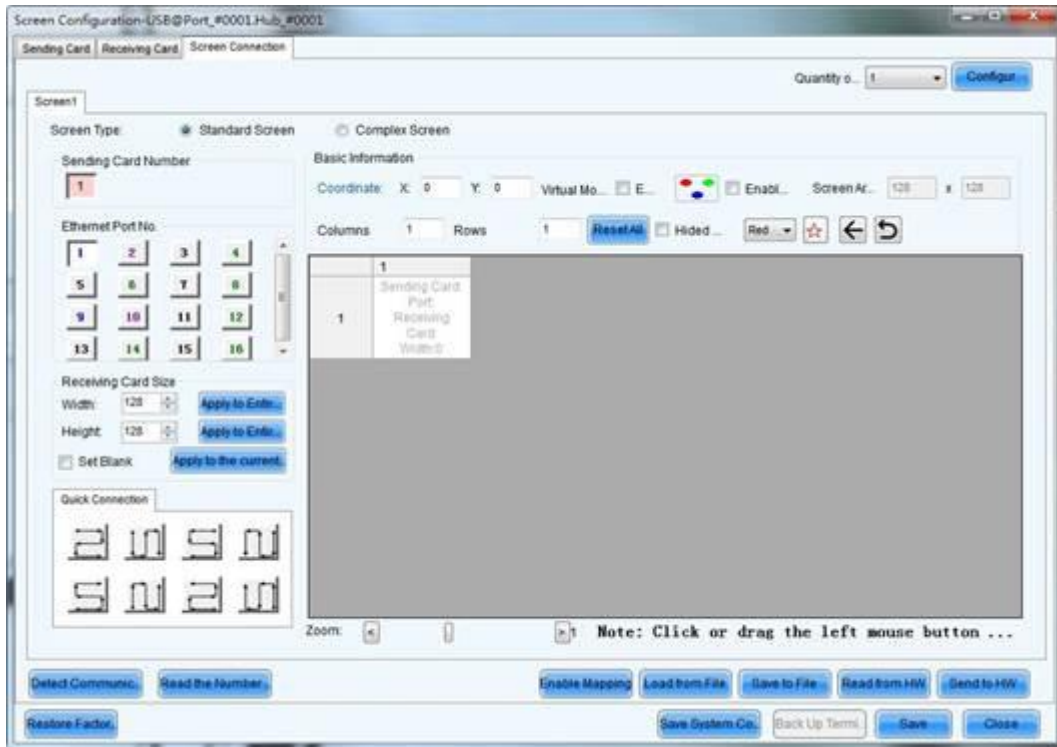 Screen Configuration-USB@Port_#0001.Hub_#0001
Sending Card Receiving Card Screen Connection
Quantity o... 1 Configur...
Screen1
Screen Type: Standard Screen Complex Screen
Sending Card Number
1
Basic Information
Coordinate: X: 0 Y: 0 Virtual Mo... E... Enabl... Screen Ar... 128 x 128
Columns 1 Rows 1 Reset All Hided ... Red
Ethernet Port No.
1 2 3 4
5 6 7 8
9 10 11 12
13 14 15 16
1
1
Sending Card:
Port:
Receiving
Card:
Width:0
Receiving Card Size
Width: 128 Apply to Entir...
Height: 128 Apply to Entir...
Set Blank Apply to the current...
Quick Connection
Zoom: < > 1 Note: Click or drag the left mouse button ...
Detect Communic... Read the Number... Enable Mapping Load from File Save to File Read from HW Send to HW
Restore Factor... Save System Co... Back Up Termi... Save Close